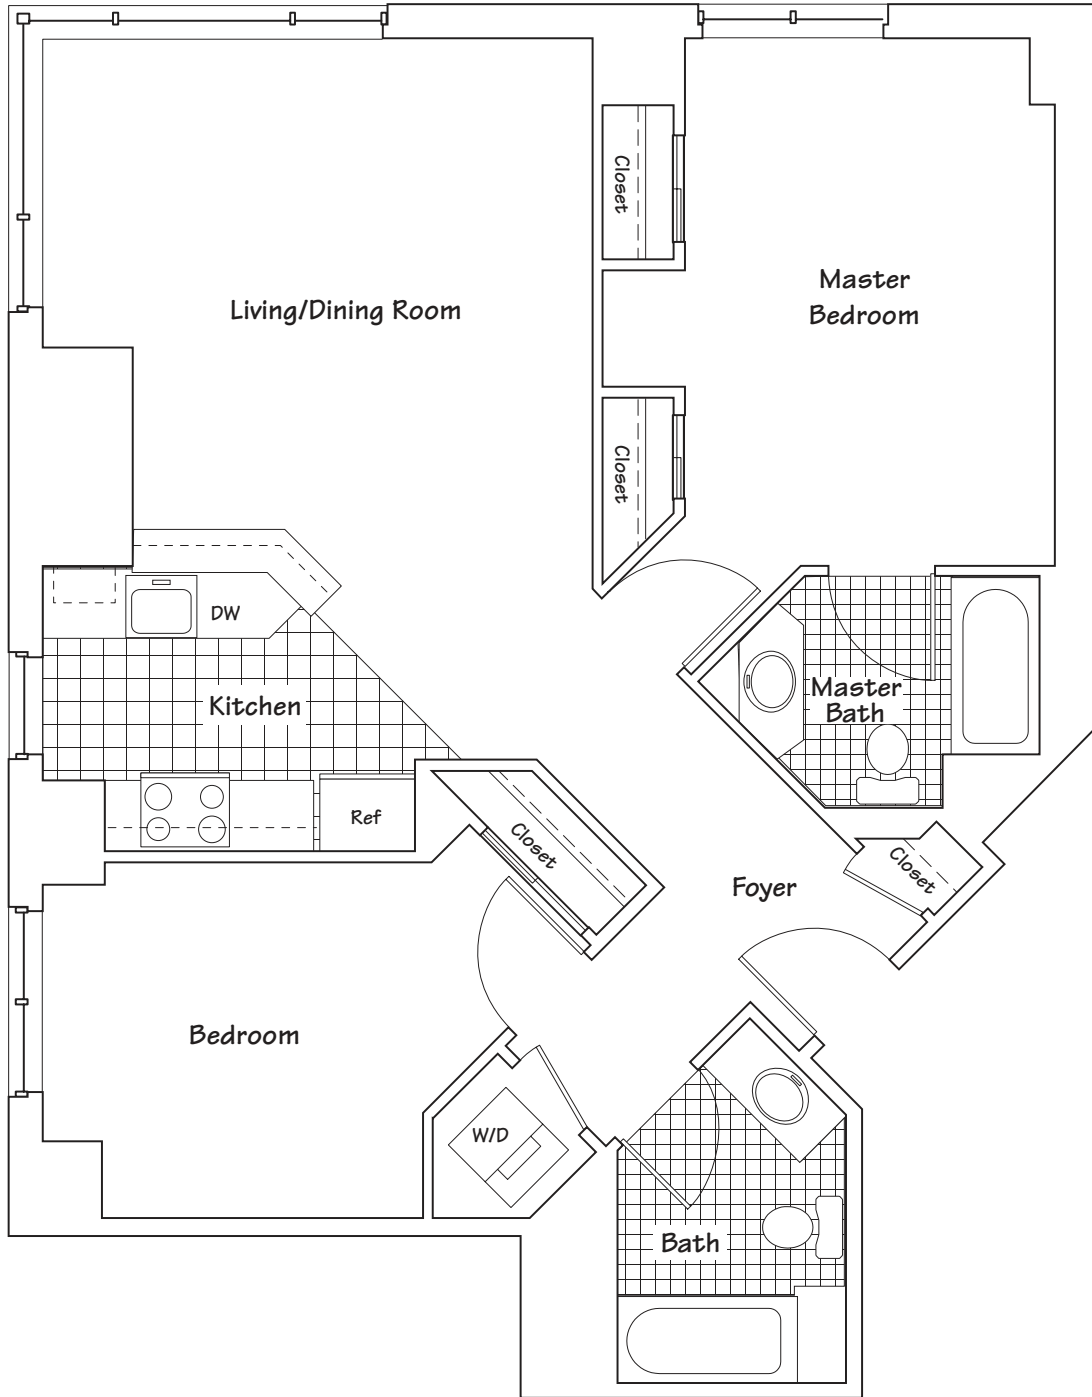 Closet
Living/Dining Room
Master
Bedroom
Closet
DW
Kitchen
Master
Bath
Ref
Closet
Foyer
Closet
Bedroom
W/D
Bath